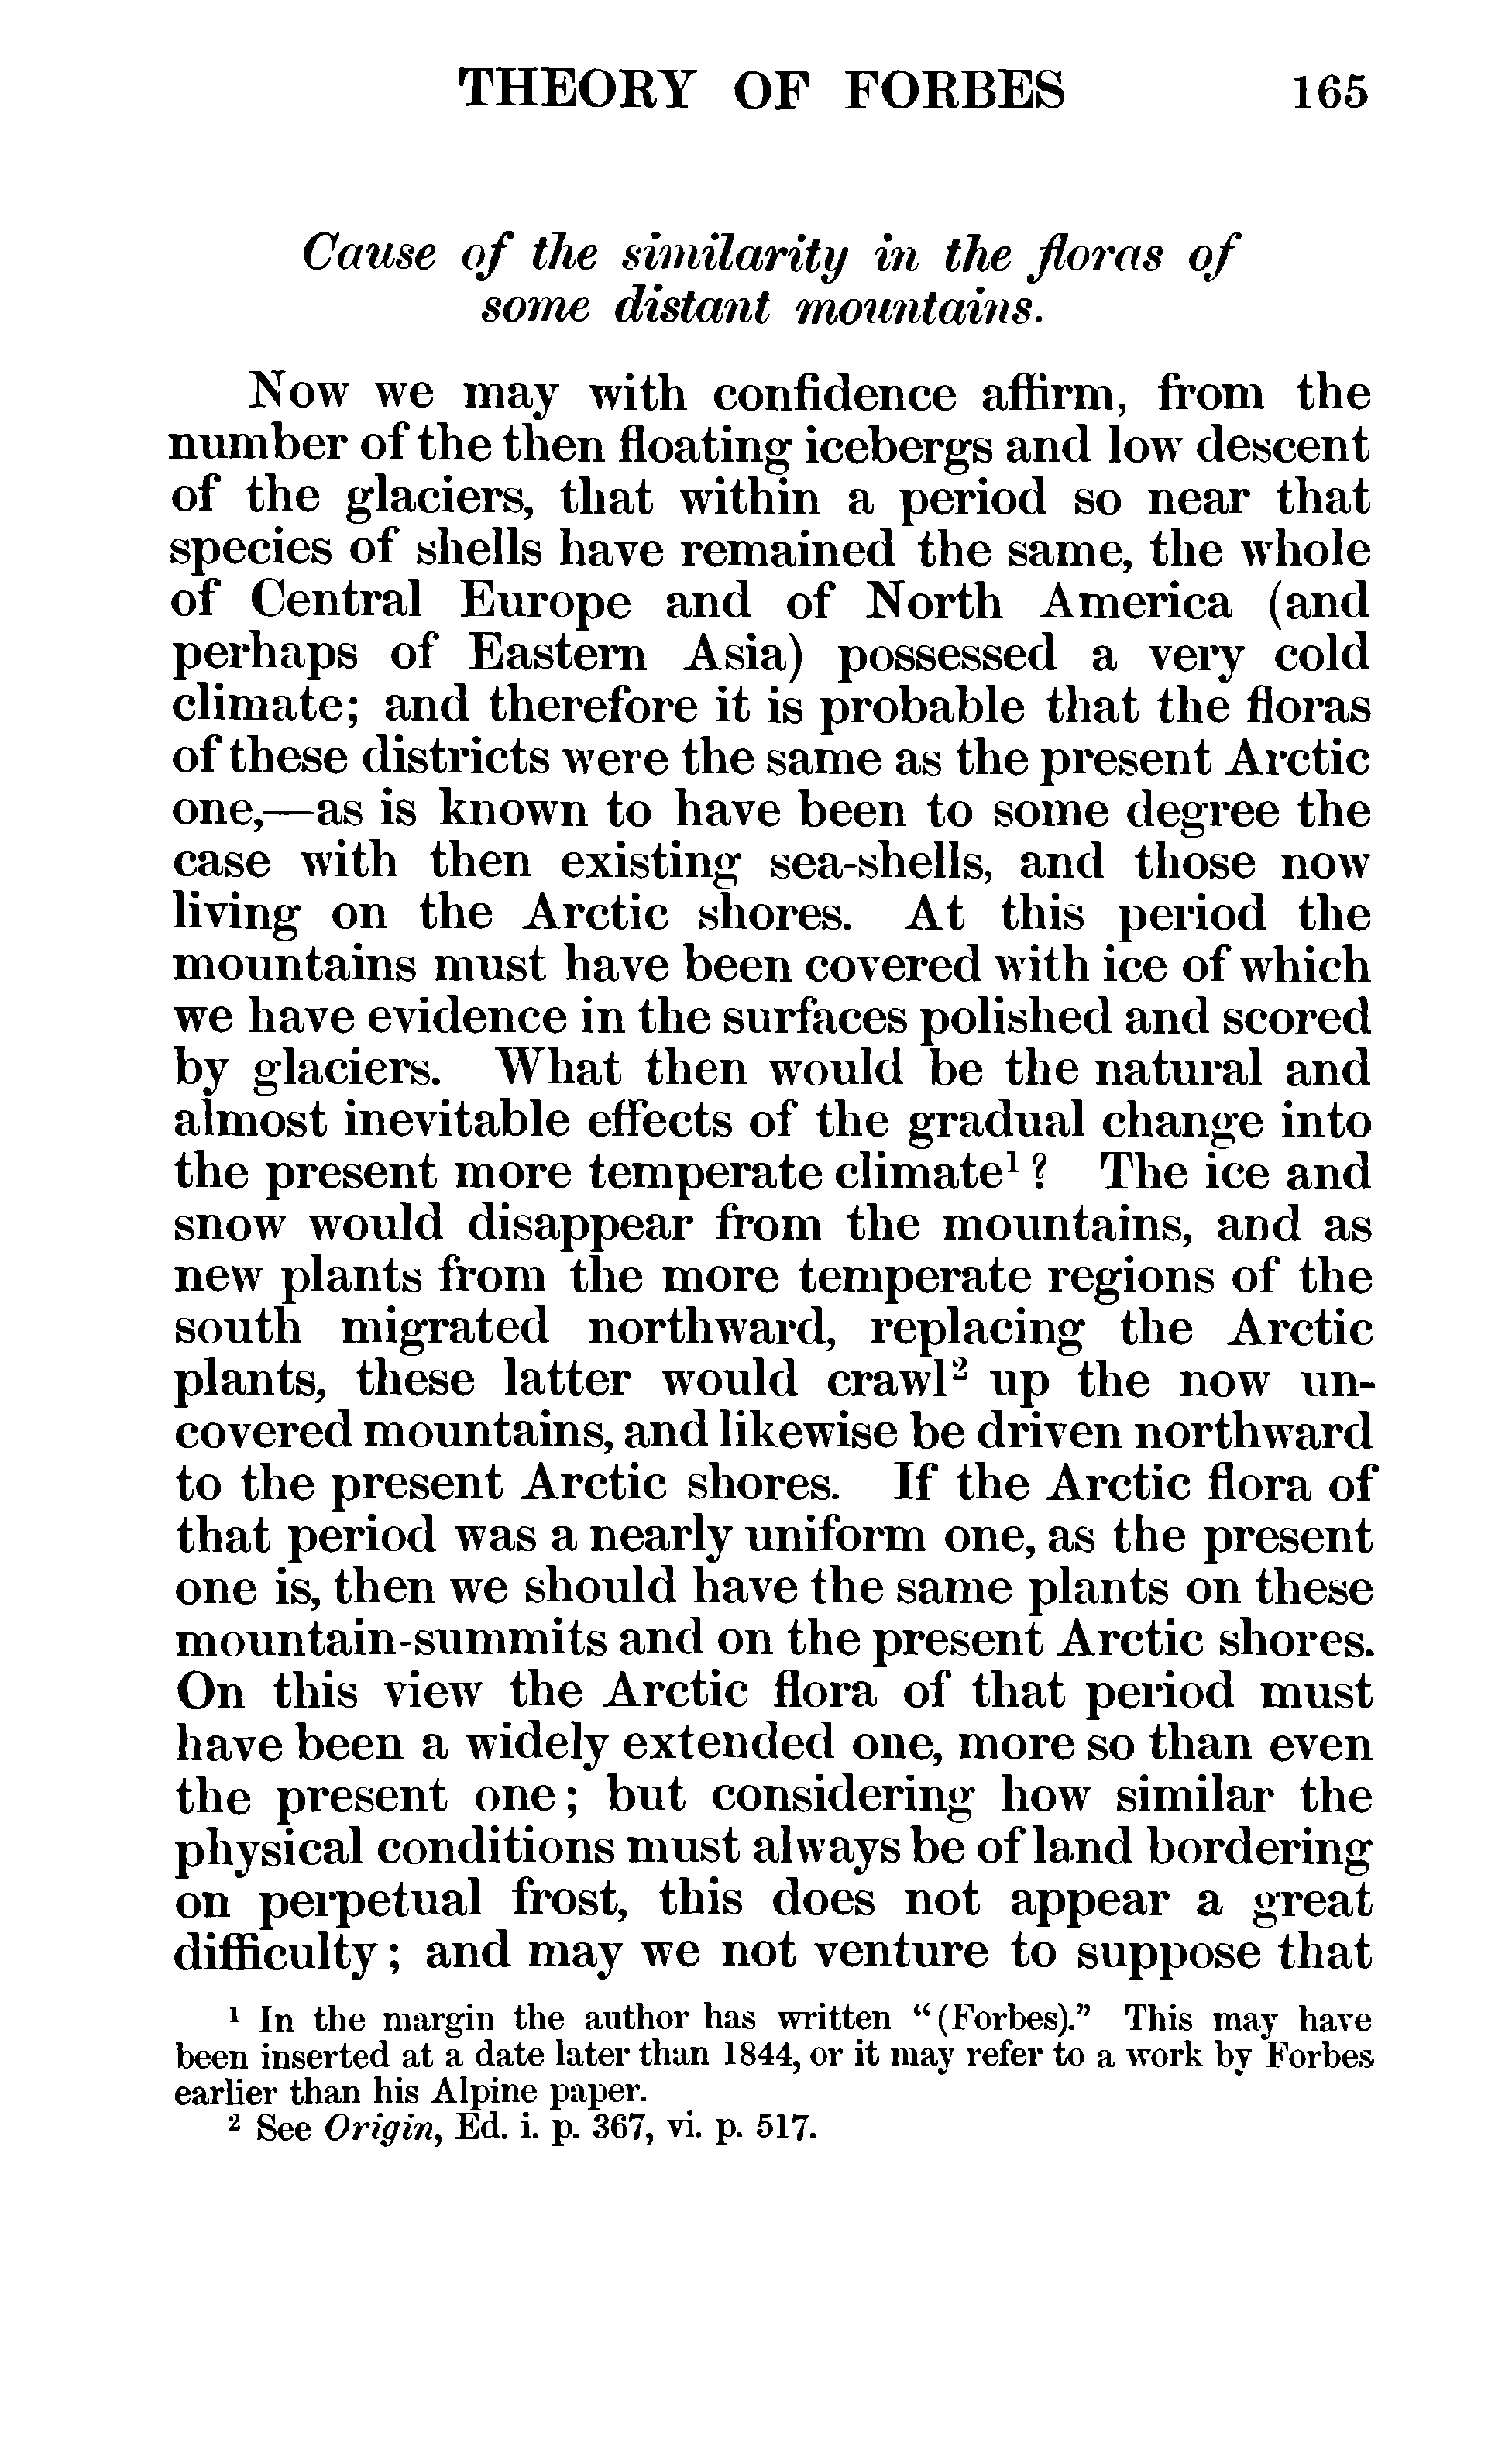 THEORY OF FORBES 165
Cause of the similarity in the floras of
some distant mountains.
Now we may with confidence affirm, from the
number of the then floating icebergs and low descent
of the glaciers, that within a period so near that
species of shells have remained the same, the whole
of Central Europe and of North America (and
perhaps of Eastern Asia) possessed a very cold
climate; and therefore it is probable that the floras
of these districts were the same as the present Arctic
one,—as is known to have been to some degree the
case with then existing sea-shells, and those now
living on the Arctic shores. At this period the
mountains must have been covered with ice of which
we have evidence in the surfaces polished and scored
by glaciers. What then would be the natural and
almost inevitable effects of the gradual change into
the present more temperate climate¹? The ice and
snow would disappear from the mountains, and as
new plants from the more temperate regions of the
south migrated northward, replacing the Arctic
plants, these latter would crawl² up the now un-
covered mountains, and likewise be driven northward
to the present Arctic shores. If the Arctic flora of
that period was a nearly uniform one, as the present
one is, then we should have the same plants on these
mountain-summits and on the present Arctic shores.
On this view the Arctic flora of that period must
have been a widely extended one, more so than even
the present one; but considering how similar the
physical conditions must always be of land bordering
on perpetual frost, this does not appear a great
difficulty; and may we not venture to suppose that
¹ In the margin the author has written “(Forbes).” This may have
been inserted at a date later than 1844, or it may refer to a work by Forbes
earlier than his Alpine paper.
² See Origin, Ed. i. p. 367, vi. p. 517.